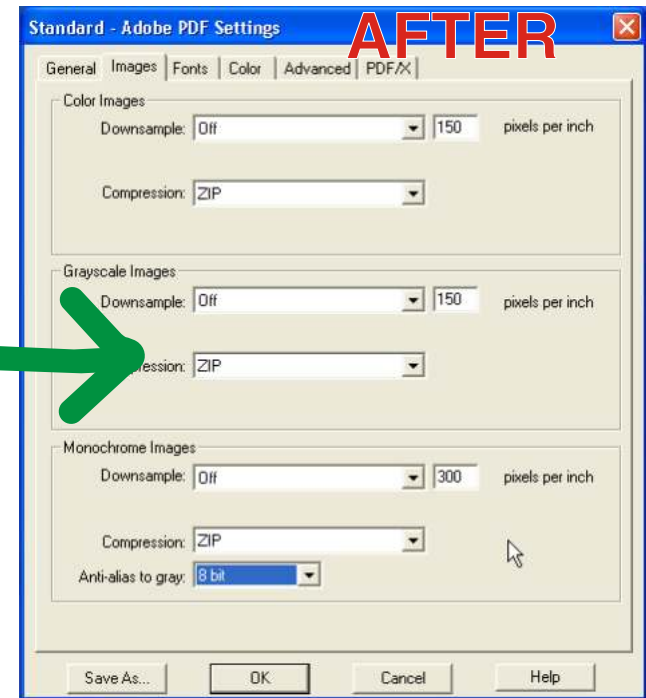 Standard - Adobe PDF Settings AFTER
General Images Fonts Color Advanced PDF/X
Color Images
Downsample: Off 150 pixels per inch
Compression: ZIP
Grayscale Images
Downsample: Off 150 pixels per inch
ression: ZIP
Monochrome Images
Downsample: Off 300 pixels per inch
Compression: ZIP
Anti-alias to gray: 8 bit
Save As... OK Cancel Help